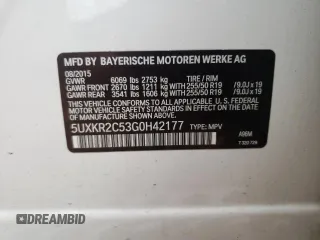 MFD BY BAYERISCHE MOTOREN WERKE AG
08/2015
GVWR 6069 lbs 2753 kg TIRE / RIM
GAWR FRONT 2670 lbs 1211 kg 255/50 R19 /9.0J x 19
GAWR REAR 3541 lbs 1606 kg 255/50 R19 /9.0J x 19
THIS VEHICLE CONFORMS TO ALL APPLICABLE U.S. FEDERAL
MOTOR VEHICLE SAFETY STANDARDS IN EFFECT ON THE
DATE OF MANUFACTURE SHOWN ABOVE.
5UXKR2C53G0H42177 TYPE: MPV
DREAMBID